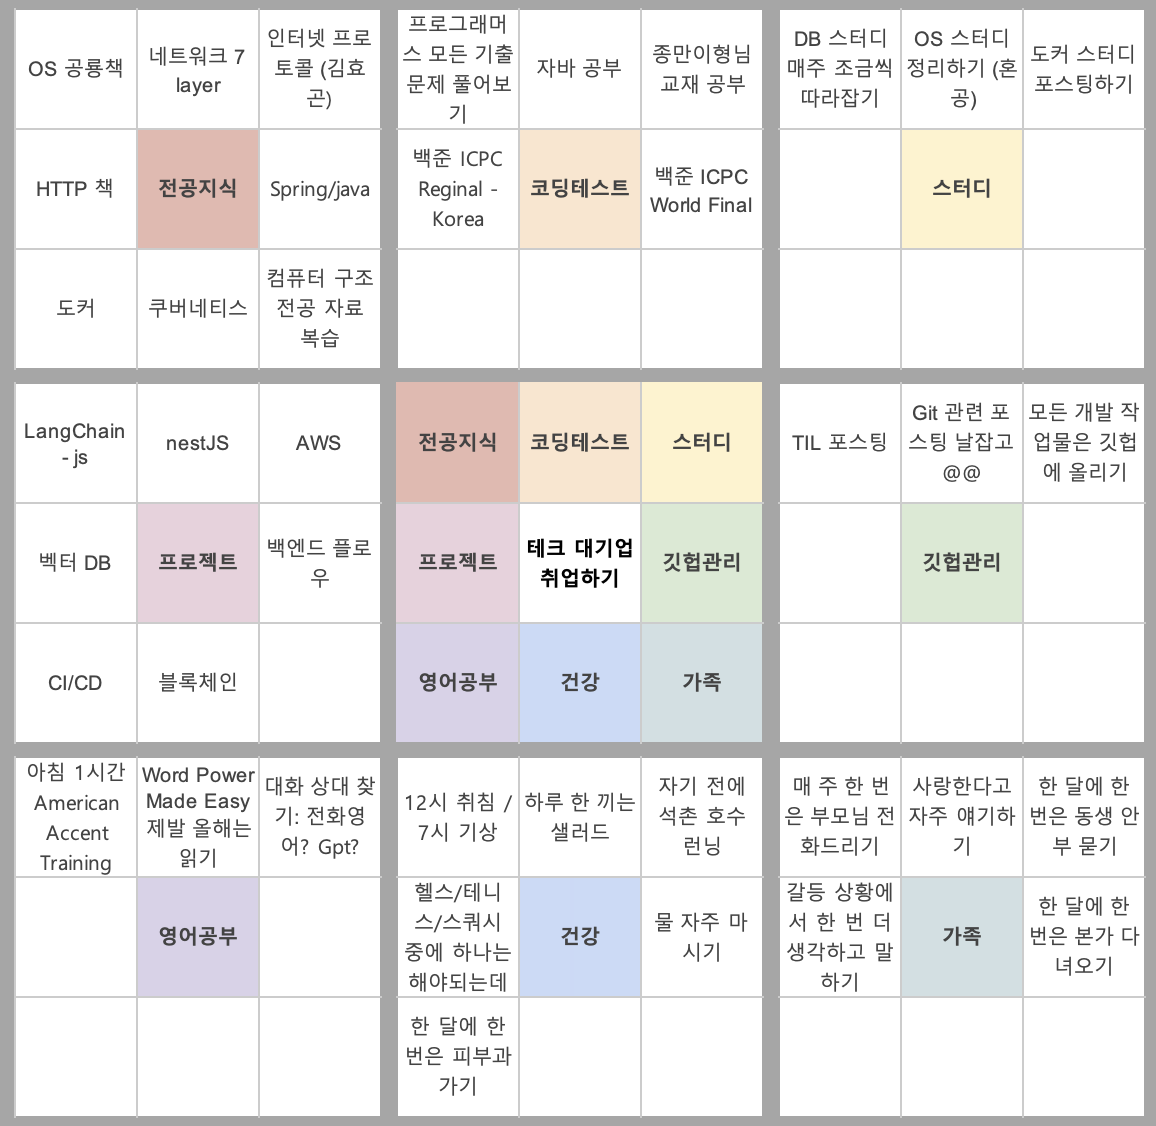 OS 공룡책
네트워크 7
layer
인터넷 프로
토콜 (김효
곤)
HTTP 책
전공지식
Spring/java
도커
쿠버네티스
컴퓨터 구조
전공 자료
복습
프로그래머
스 모든 기출
문제 풀어보
기
자바 공부
종만이형님
교재 공부
백준 ICPC
Reginal -
Korea
코딩테스트
백준 ICPC
World Final
DB 스터디
매주 조금씩
따라잡기
OS 스터디
정리하기 (혼
공)
도커 스터디
포스팅하기
스터디
LangChain
- js
nestJS
AWS
벡터 DB
프로젝트
백엔드 플로
우
CI/CD
블록체인
전공지식
코딩테스트
스터디
프로젝트
테크 대기업
취업하기
깃헙관리
영어공부
건강
가족
TIL 포스팅
Git 관련 포
스팅 날잡고
@@
모든 개발 작
업물은 깃헙
에 올리기
깃헙관리
아침 1시간
American
Accent
Training
Word Power
Made Easy
제발 올해는
읽기
대화 상대 찾
기: 전화영
어? Gpt?
영어공부
12시 취침 /
7시 기상
하루 한 끼는
샐러드
자기 전에
석촌 호수
런닝
헬스/테니
스/스쿼시
중에 하나는
해야되는데
건강
물 자주 마
시기
한 달에 한
번은 피부과
가기
매 주 한 번
은 부모님 전
화드리기
사랑한다고
자주 얘기하
기
한 달에 한
번은 동생 안
부 묻기
갈등 상황에
서 한 번 더
생각하고 말
하기
가족
한 달에 한
번은 본가 다
녀오기